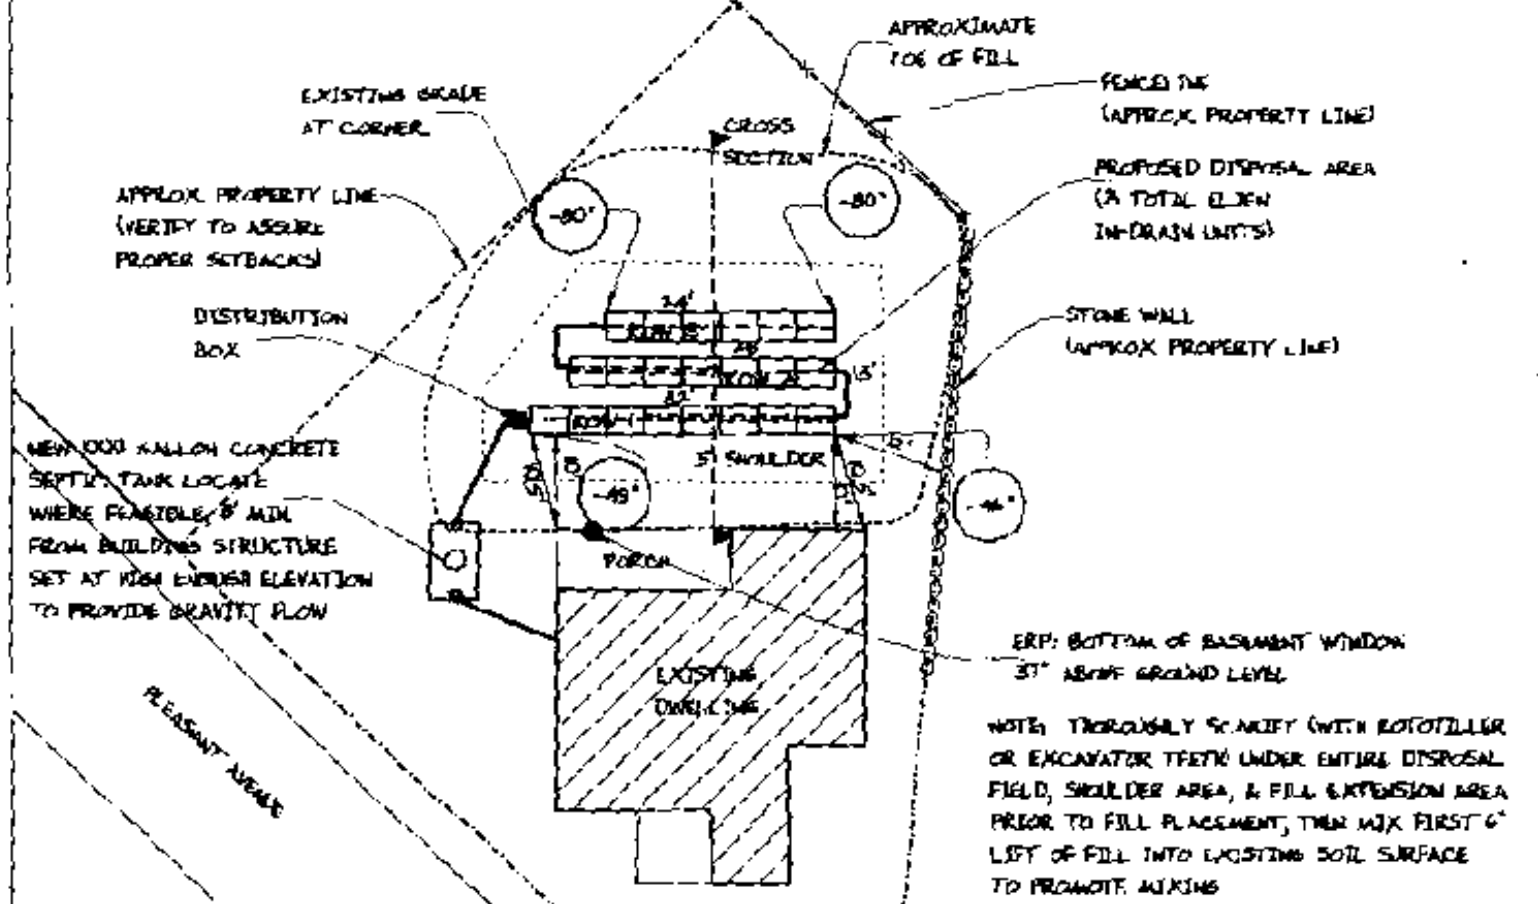 APPROXIMATE
TOE OF FILL
EXISTING GRADE
AT CORNER
FENCELINE
(APPROX PROPERTY LINE)
CROSS
SECTION
PROPOSED DISPOSAL AREA
TOTAL ELJEN
IN-DRAIN UNITS)
APPROX. PROPERTY LINE
(VERIFY TO ASSURE
PROPER SETBACKS)
-80"
-80"
24'
DISTRIBUTION
BOX
STONE WALL
(APPROX PROPERTY LINE)
28'
ROW 2
13'
32'
ROW 1
NEW 1000 GALLON CONCRETE
SEPTIC TANK LOCATE
WHERE FEASIBLE, 8' MIN
FROM BUILDING STRUCTURE
SET AT HIGH ENOUGH ELEVATION
TO PROVIDE GRAVITY FLOW
3' SHOULDER
-49"
PORCH
ERP: BOTTOM OF BASEMENT WINDOW
37" ABOVE GROUND LEVEL
EXISTING
DWELLING
PLEASANT AVENUE
NOTE: THOROUGHLY SCARIFY (WITH ROTOTILLER
OR EXCAVATOR TEETH) UNDER ENTIRE DISPOSAL
FIELD, SHOULDER AREA, & FILL EXTENSION AREA
PRIOR TO FILL PLACEMENT, THEN MIX FIRST 6"
LIFT OF FILL INTO EXISTING SOIL SURFACE
TO PROMOTE MIXING